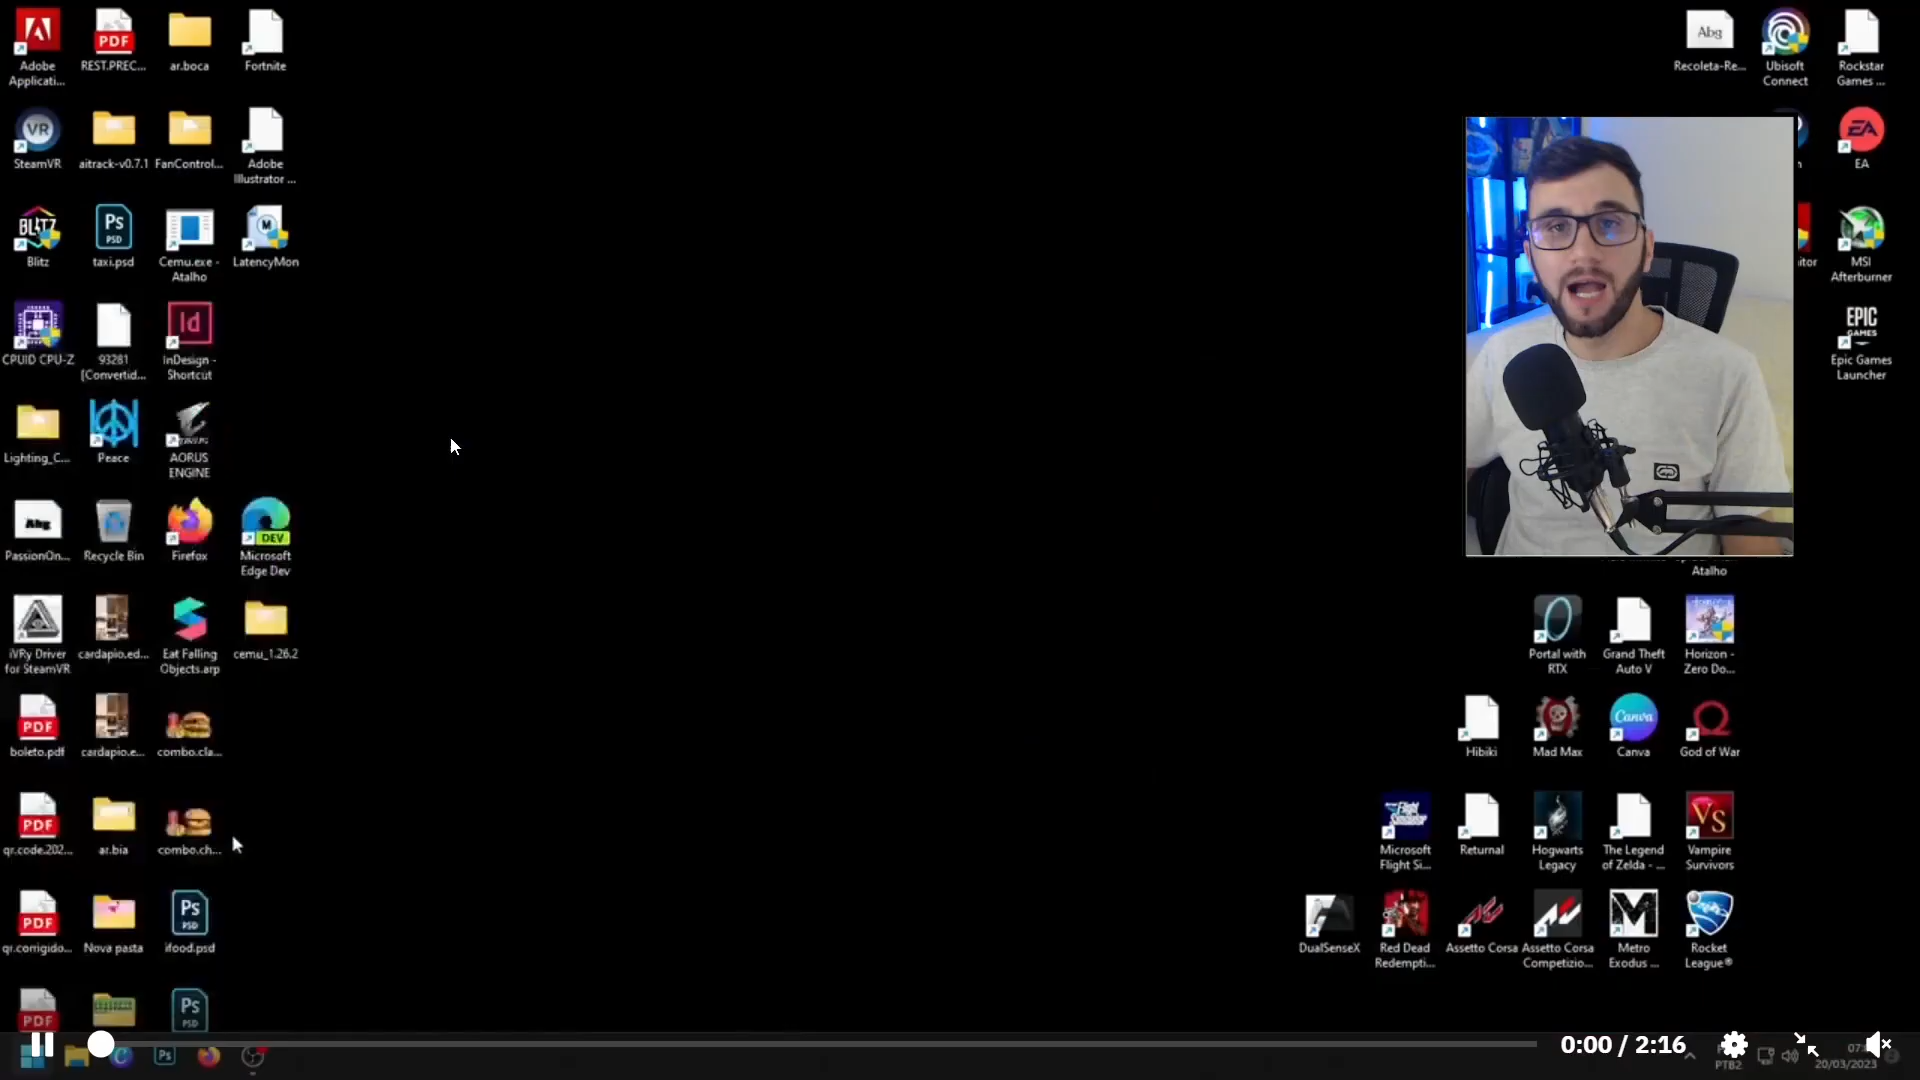 Adobe
Applicati...
REST.PREC...
ar.boca
Fortnite
Recoleta-Re...
Ubisoft
Connect
Rockstar
Games ...
SteamVR
aitrack-v0.7.1
FanControl...
Adobe
Illustrator ...
EA
Blitz
taxi.psd
Cemu.exe -
Atalho
LatencyMon
itor
MSI
Afterburner
CPUID CPU-Z
93281
(Convertid...
InDesign -
Shortcut
Epic Games
Launcher
Lighting_C...
Peace
AORUS
ENGINE
PassionOn...
Recycle Bin
Firefox
Microsoft
Edge Dev
Atalho
iVRy Driver
for SteamVR
cardapio.ed...
Eat Falling
Objects.arp
cemu_1.26.2
Portal with
RTX
Grand Theft
Auto V
Horizon -
Zero Do...
boleto.pdf
cardapio.e...
combo.cla...
Hibiki
Mad Max
Canva
God of War
qr.code.202...
ar.bia
combo.ch...
Microsoft
Flight Si...
Returnal
Hogwarts
Legacy
The Legend
of Zelda - ...
Vampire
Survivors
qr.corrigido...
Nova pasta
ifood.psd
DualSenseX
Red Dead
Redempti...
Assetto Corsa
Assetto Corsa
Competizio...
Metro
Exodus ...
Rocket
League®
0:00 / 2:16
PTB2
20/03/2023